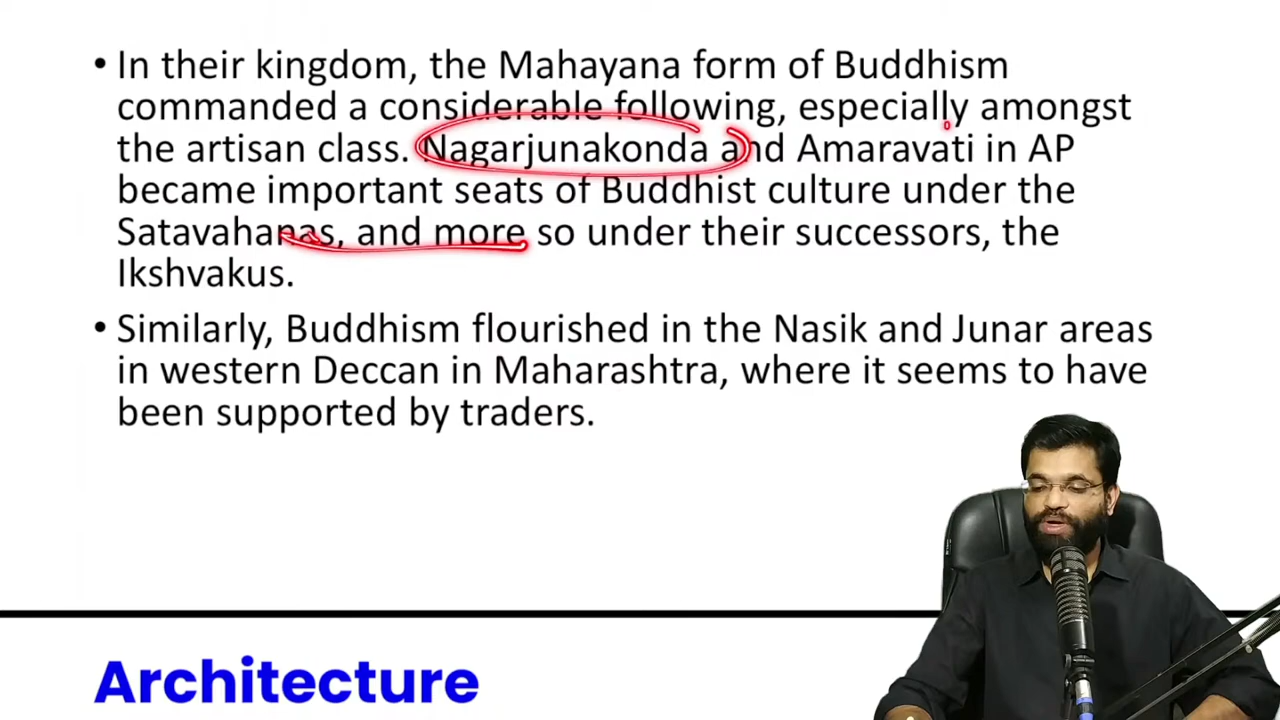 • In their kingdom, the Mahayana form of Buddhism
commanded a considerable following, especially amongst
the artisan class. Nagarjunakonda and Amaravati in AP
became important seats of Buddhist culture under the
Satavahanas, and more so under their successors, the
Ikshvakus.
• Similarly, Buddhism flourished in the Nasik and Junar areas
in western Deccan in Maharashtra, where it seems to have
been supported by traders.
Architecture